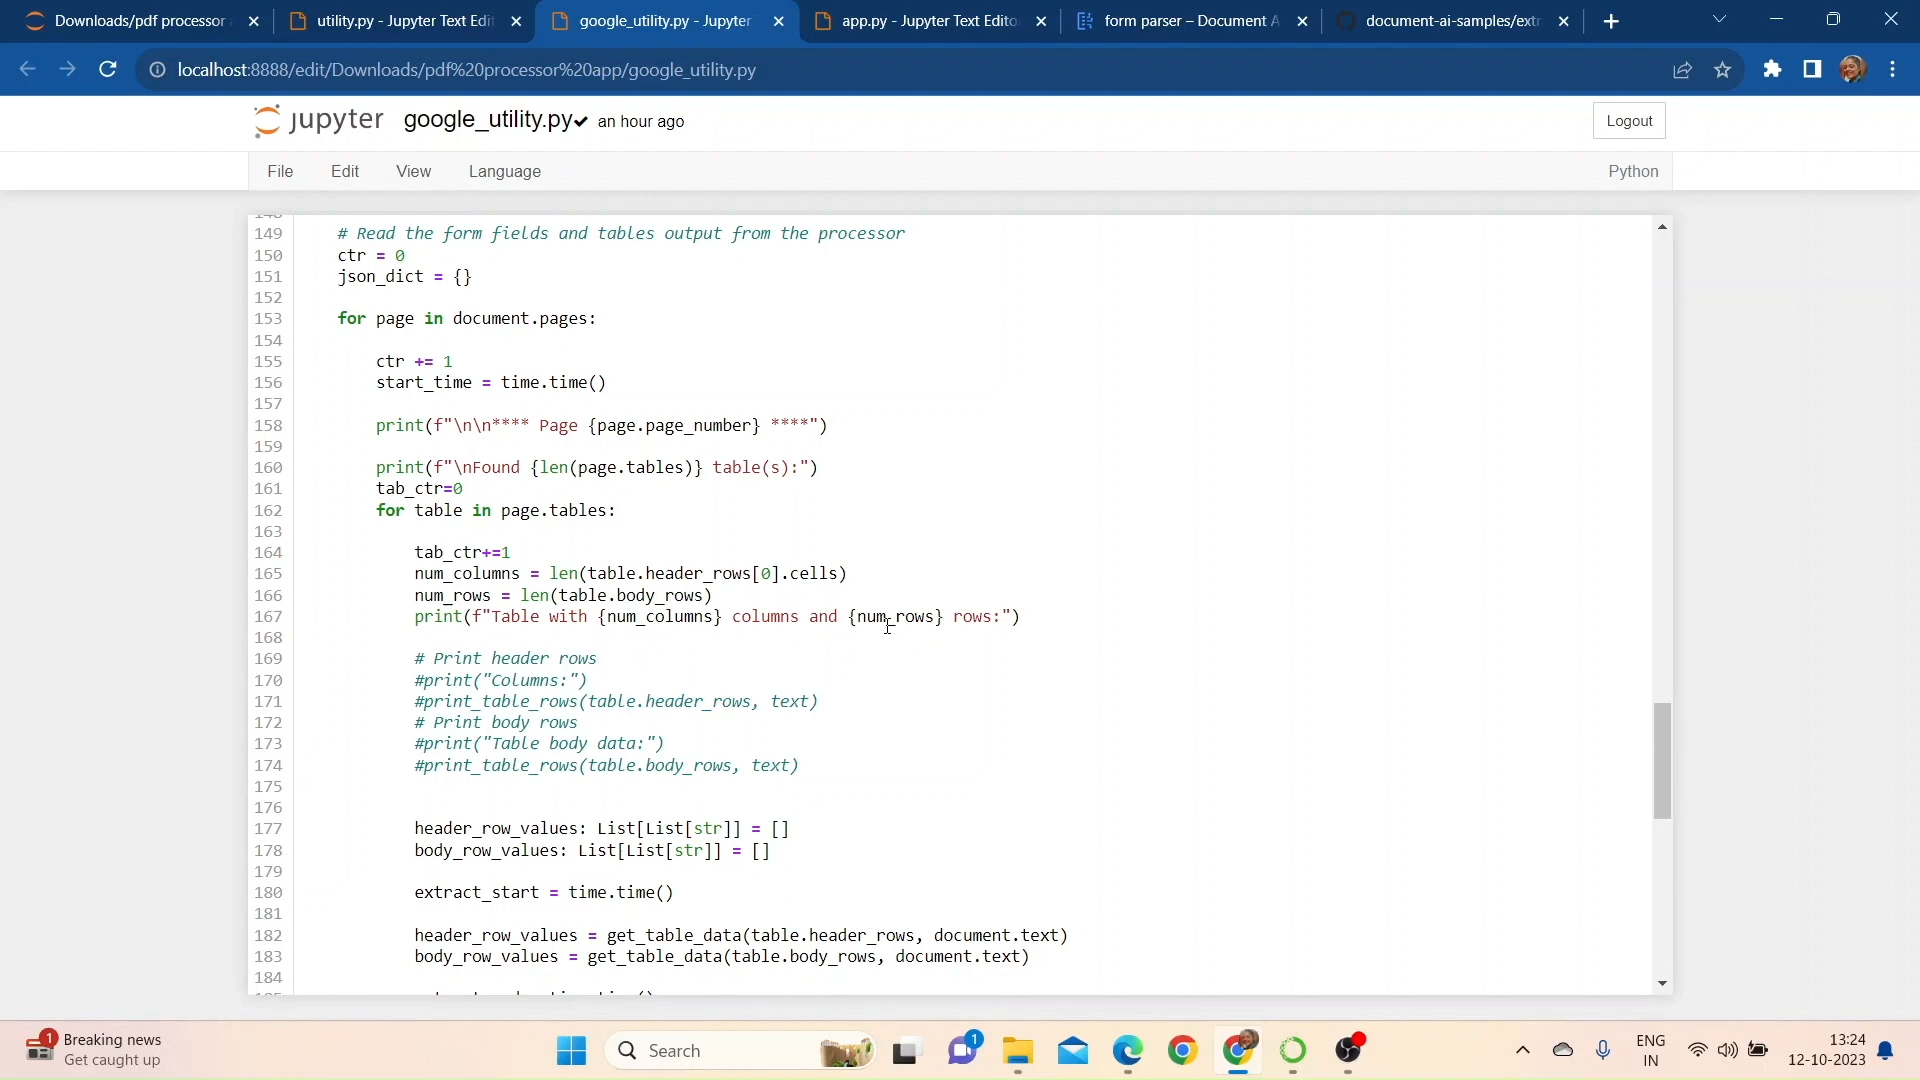 Downloads/pdf processor
utility.py - Jupyter Text Edit
google_utility.py - Jupyter
app.py - Jupyter Text Edito
form parser – Document A
document-ai-samples/extr
localhost:8888/edit/Downloads/pdf%20processor%20app/google_utility.py
jupyter google_utility.py✔ an hour ago
Logout
File Edit View Language
Python
149 # Read the form fields and tables output from the processor
150 ctr = 0
151 json_dict = {}
152
153 for page in document.pages:
154
155 ctr += 1
156 start_time = time.time()
157
158 print(f"\n\n**** Page {page.page_number} ****")
159
160 print(f"\nFound {len(page.tables)} table(s):")
161 tab_ctr=0
162 for table in page.tables:
163
164 tab_ctr+=1
165 num_columns = len(table.header_rows[0].cells)
166 num_rows = len(table.body_rows)
167 print(f"Table with {num_columns} columns and {num_rows} rows:")
168
169 # Print header rows
170 #print("Columns:")
171 #print_table_rows(table.header_rows, text)
172 # Print body rows
173 #print("Table body data:")
174 #print_table_rows(table.body_rows, text)
175
176
177 header_row_values: List[List[str]] = []
178 body_row_values: List[List[str]] = []
179
180 extract_start = time.time()
181
182 header_row_values = get_table_data(table.header_rows, document.text)
183 body_row_values = get_table_data(table.body_rows, document.text)
184
1
Breaking news
Get caught up
Search
1
ENG
IN
13:24
12-10-2023